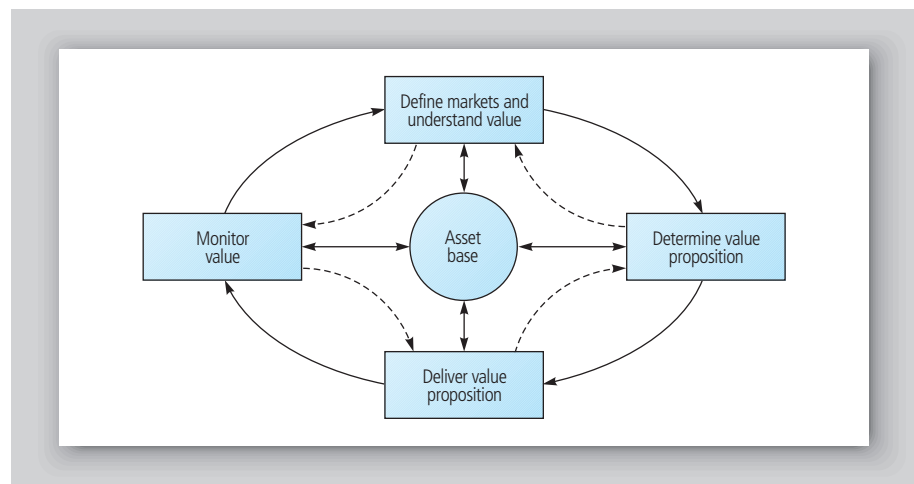 Define markets and
understand value
Monitor
value
Asset
base
Determine value
proposition
Deliver value
proposition